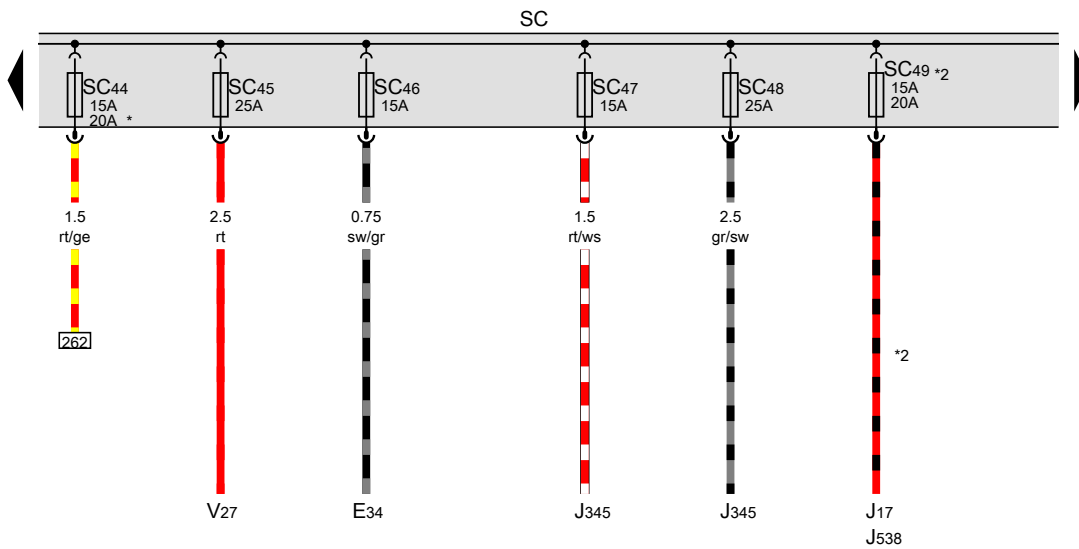 SC
SC44
15A
20A *
SC45
25A
SC46
15A
SC47
15A
SC48
25A
SC49 *2
15A
20A
1.5
rt/ge
2.5
rt
0.75
sw/gr
1.5
rt/ws
2.5
gr/sw
262
*2
V27
E34
J345
J345
J17
J538